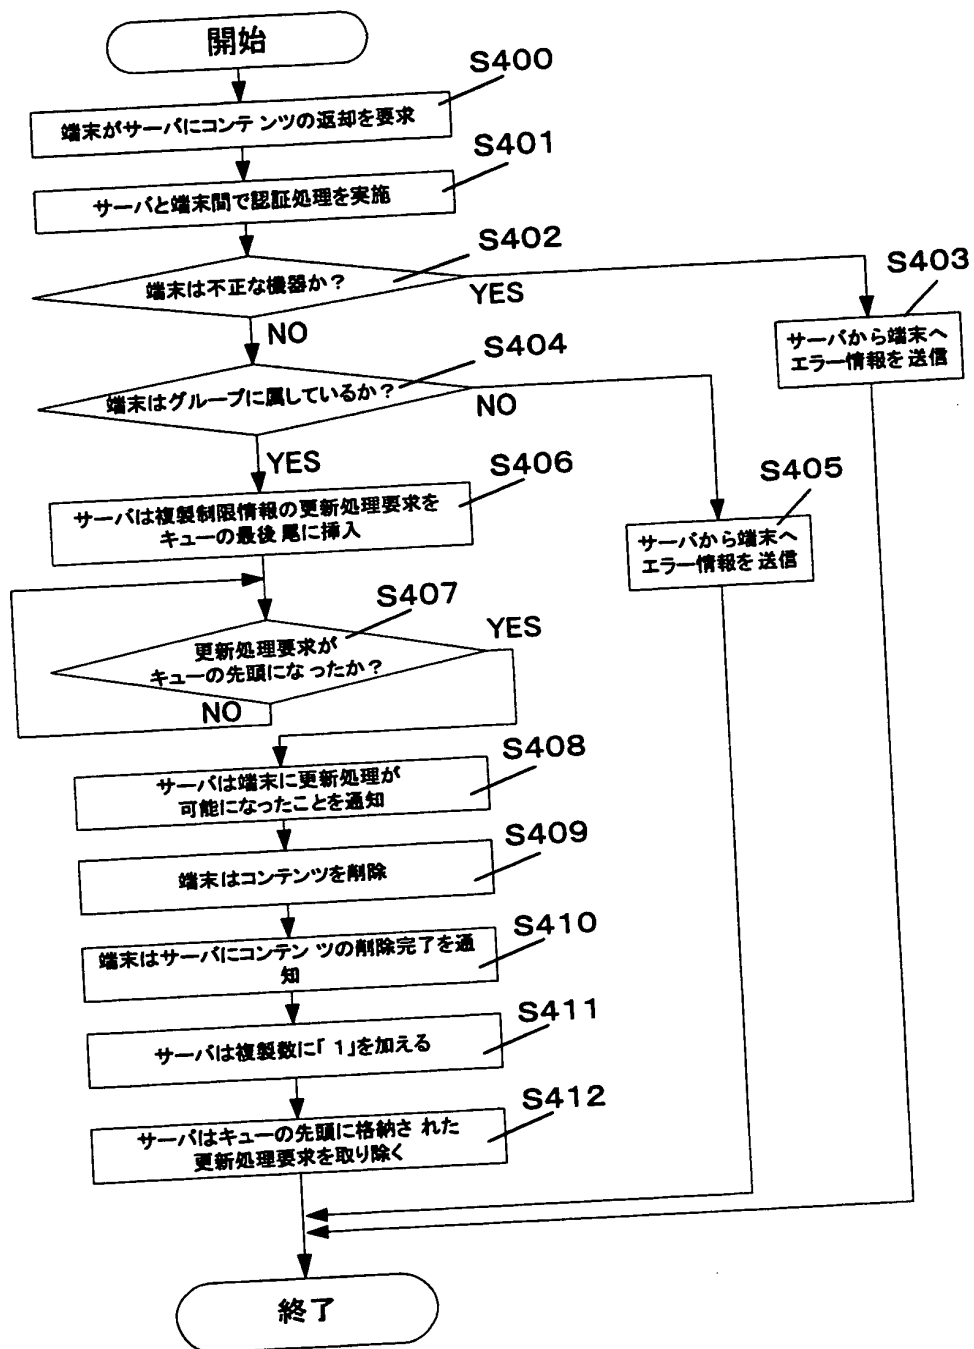 開始
S400
端末がサーバにコンテンツの返却を要求
S401
サーバと端末間で認証処理を実施
S402
端末は不正な機器か？
YES
S403
サーバから端末へ
エラー情報を送信
NO
S404
端末はグループに属しているか？
NO
S405
サーバから端末へ
エラー情報を送信
YES
S406
サーバは複製制限情報の更新処理要求を
キューの最後尾に挿入
S407
更新処理要求が
キューの先頭になったか？
YES
NO
S408
サーバは端末に更新処理が
可能になったことを通知
S409
端末はコンテンツを削除
S410
端末はサーバにコンテンツの削除完了を通
知
S411
サーバは複製数に「1」を加える
S412
サーバはキューの先頭に格納された
更新処理要求を取り除く
終了